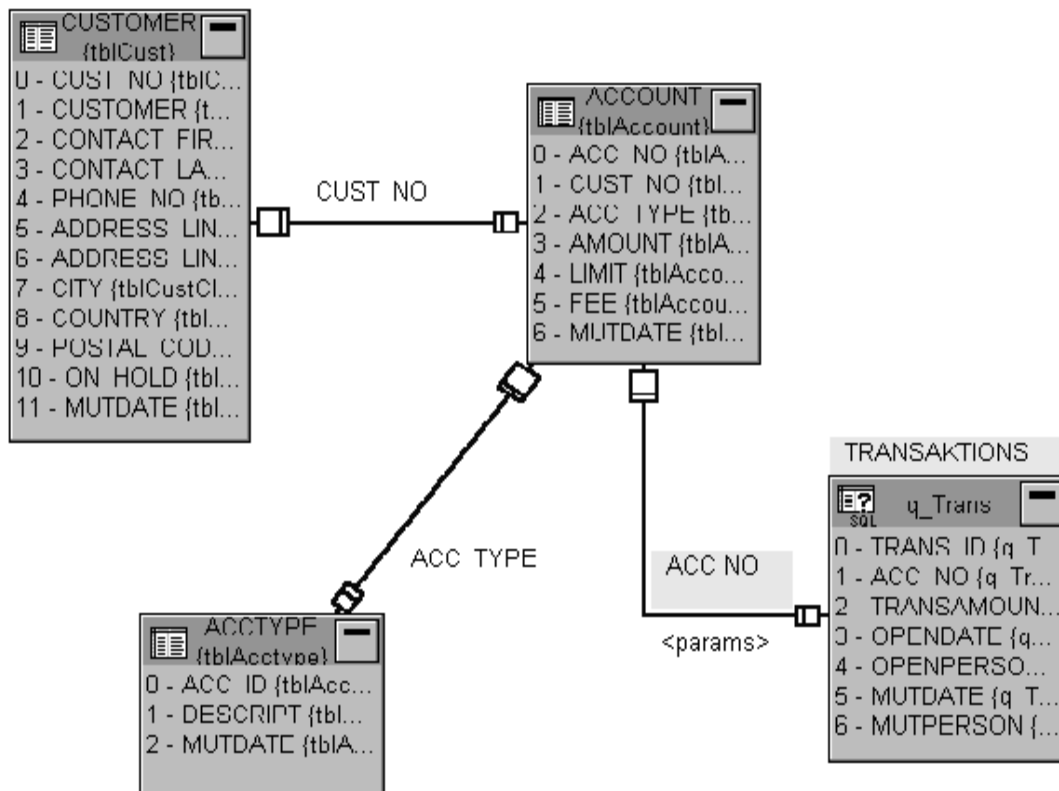 CUSTOMER
{tblCust}
0 - CUST NO {tblC...
1 - CUSTOMER {t...
2 - CONTACT FIR...
3 - CONTACT LA...
4 - PHONE NO {tb...
5 - ADDRESS LIN...
6 - ADDRESS LIN...
7 - CITY {tblCustCl...
8 - COUNTRY {tbl...
9 - POSTAL COD...
10 - ON HOLD {tbl...
11 - MUTDATE {tbl...
CUST NO
ACCOUNT
{tblAccount}
0 - ACC NO {tblA...
1 - CUST NO {tbl...
2 - ACC TYPE {tb...
3 - AMOUNT {tblA...
4 - LIMIT {tblAcco...
5 - FEE {tblAccou...
6 - MUTDATE {tbl...
ACC TYPE
ACCTYPE
{tblAcctype}
0 - ACC ID {tblAcc...
1 - DESCRIPT {tbl...
2 - MUTDATE {tblA...
ACC NO
<params>
TRANSAKTIONS
SQL
q_Trans
0 - TRANS ID {q T
1 - ACC NO {q Tr...
2 TRANSAMOUN...
3 - OPENDATE {q...
4 - OPENPERSO...
5 - MUTDATE {q T...
6 - MUTPERSON {...